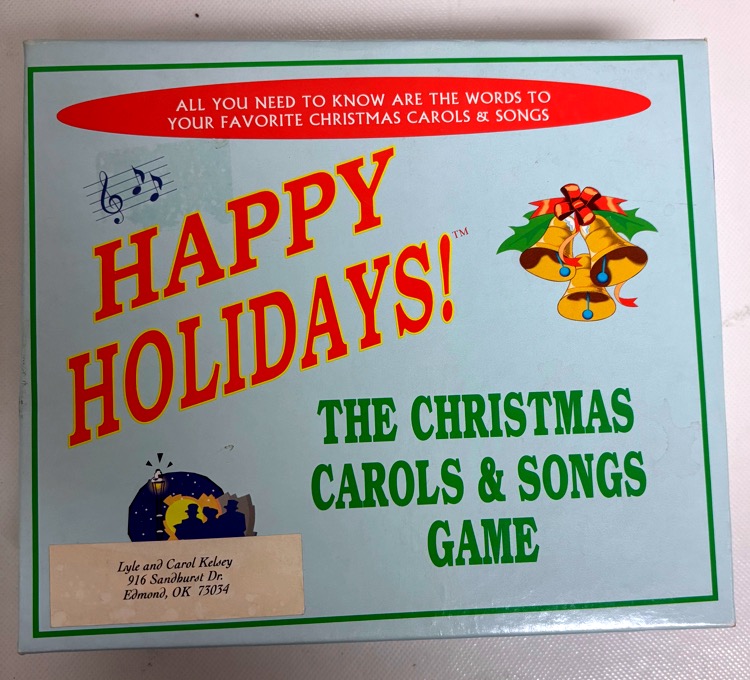 ALL YOU NEED TO KNOW ARE THE WORDS TO
YOUR FAVORITE CHRISTMAS CAROLS & SONGS
HAPPY
HOLIDAYS!™
THE CHRISTMAS
CAROLS & SONGS
GAME
Lyle and Carol Kelsey
916 Sandhurst Dr.
Edmond, OK 73034